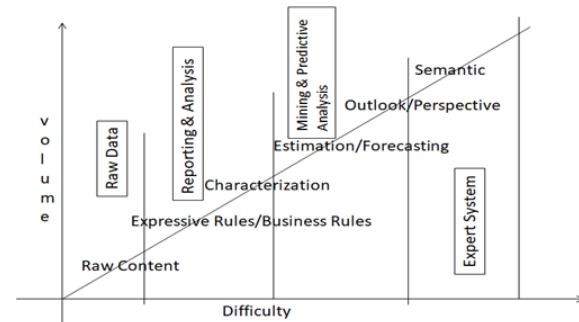 volume
Raw Data
Reporting & Analysis
Mining & Predictive
Analysis
Semantic
Outlook/Perspective
Estimation/Forecasting
Characterization
Expressive Rules/Business Rules
Raw Content
Expert System
Difficulty